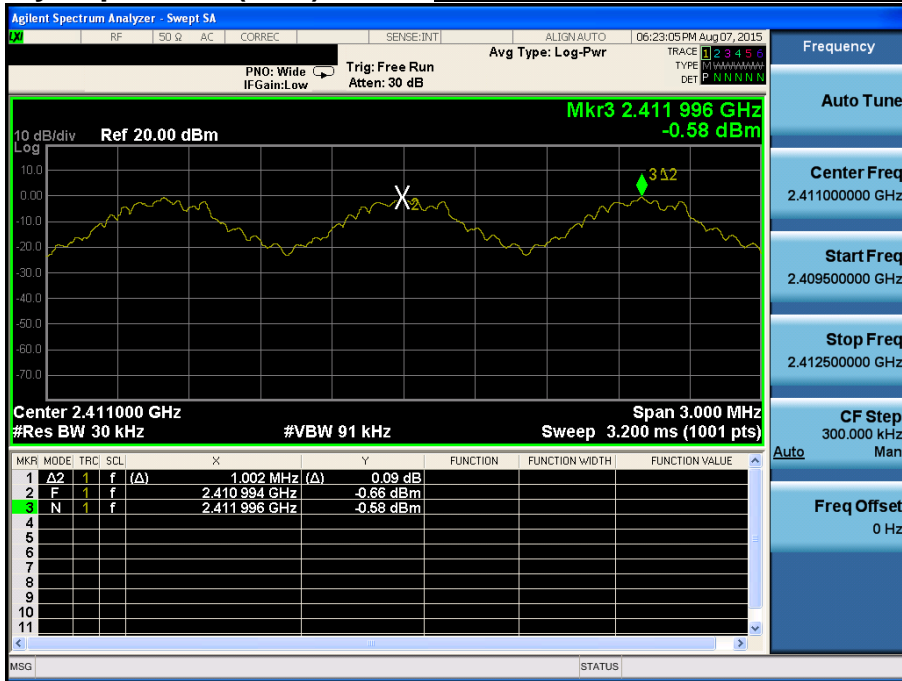 Agilent Spectrum Analyzer - Swept SA
LXI RF 50 Ω AC CORREC SENSE:INT ALIGN AUTO 06:23:05 PM Aug 07, 2015
Avg Type: Log-Pwr
TRACE 1 2 3 4 5 6
PNO: Wide Trig: Free Run
TYPE M WWWWW
IFGain:Low Atten: 30 dB
DET P N N N N N
Mkr3 2.411 996 GHz
-0.58 dBm
10 dB/div Ref 20.00 dBm
Log
10.0
0.00
-10.0
-20.0
-30.0
-40.0
-50.0
-60.0
-70.0
2
3 Δ2
Center 2.411000 GHz Span 3.000 MHz
#Res BW 30 kHz #VBW 91 kHz Sweep 3.200 ms (1001 pts)
MKR MODE TRC SCL X Y FUNCTION FUNCTION WIDTH FUNCTION VALUE
1 Δ2 1 f (Δ) 1.002 MHz (Δ) 0.09 dB
2 F 1 f 2.410 994 GHz -0.66 dBm
3 N 1 f 2.411 996 GHz -0.58 dBm
4
5
6
7
8
9
10
11
MSG STATUS
Frequency
Auto Tune
Center Freq
2.411000000 GHz
Start Freq
2.409500000 GHz
Stop Freq
2.412500000 GHz
CF Step
300.000 kHz
Auto Man
Freq Offset
0 Hz